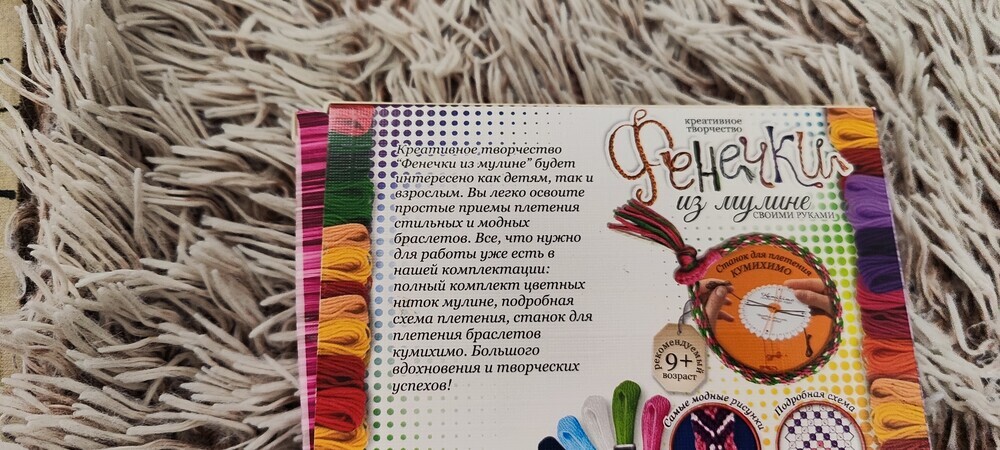 Креативное творчество
“Фенечки из мулине” будет
интересено как детям, так и
взрослым. Вы легко освоите
простые приемы плетения
стильных и модных
браслетов. Все, что нужно
для работы уже есть в
нашей комплектации:
полный комплект цветных
ниток мулине, подробная
схема плетения, станок для
плетения браслетов
кумихимо. Большого
вдохновения и творческих
успехов!
креативное
творчество
Фенечки
из мулине
СВОИМИ РУКАМИ
Станок для плетения
КУМИХИМО
рекомендуемый
9+
возраст
Самые модные рисунки
Подробная схема